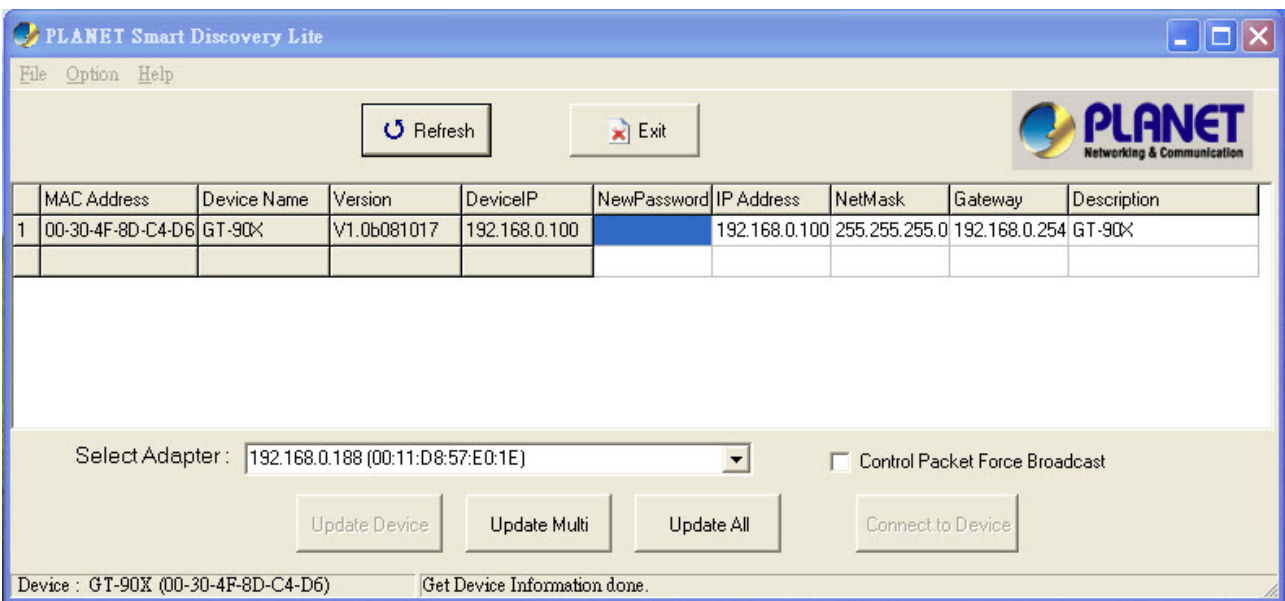 PLANET Smart Discovery Lite
File Option Help
Refresh Exit
PLANET
Networking & Communication
MAC Address Device Name Version DeviceIP NewPassword IP Address NetMask Gateway Description
1 00-30-4F-8D-C4-D6 GT-90X V1.0b081017 192.168.0.100 192.168.0.100 255.255.255.0 192.168.0.254 GT-90X
Select Adapter : 192.168.0.188 (00:11:D8:57:E0:1E) Control Packet Force Broadcast
Update Device Update Multi Update All Connect to Device
Device : GT-90X (00-30-4F-8D-C4-D6) Get Device Information done.